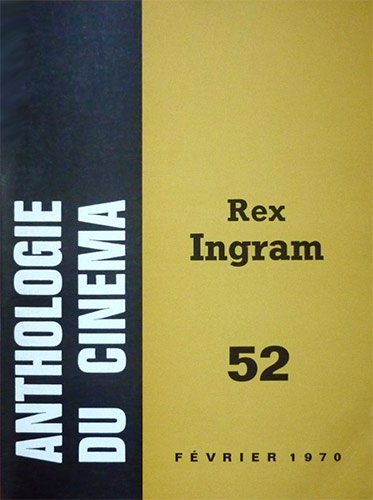 ANTHOLOGIE
DU CINEMA
Rex
Ingram
52
FÉVRIER 1970